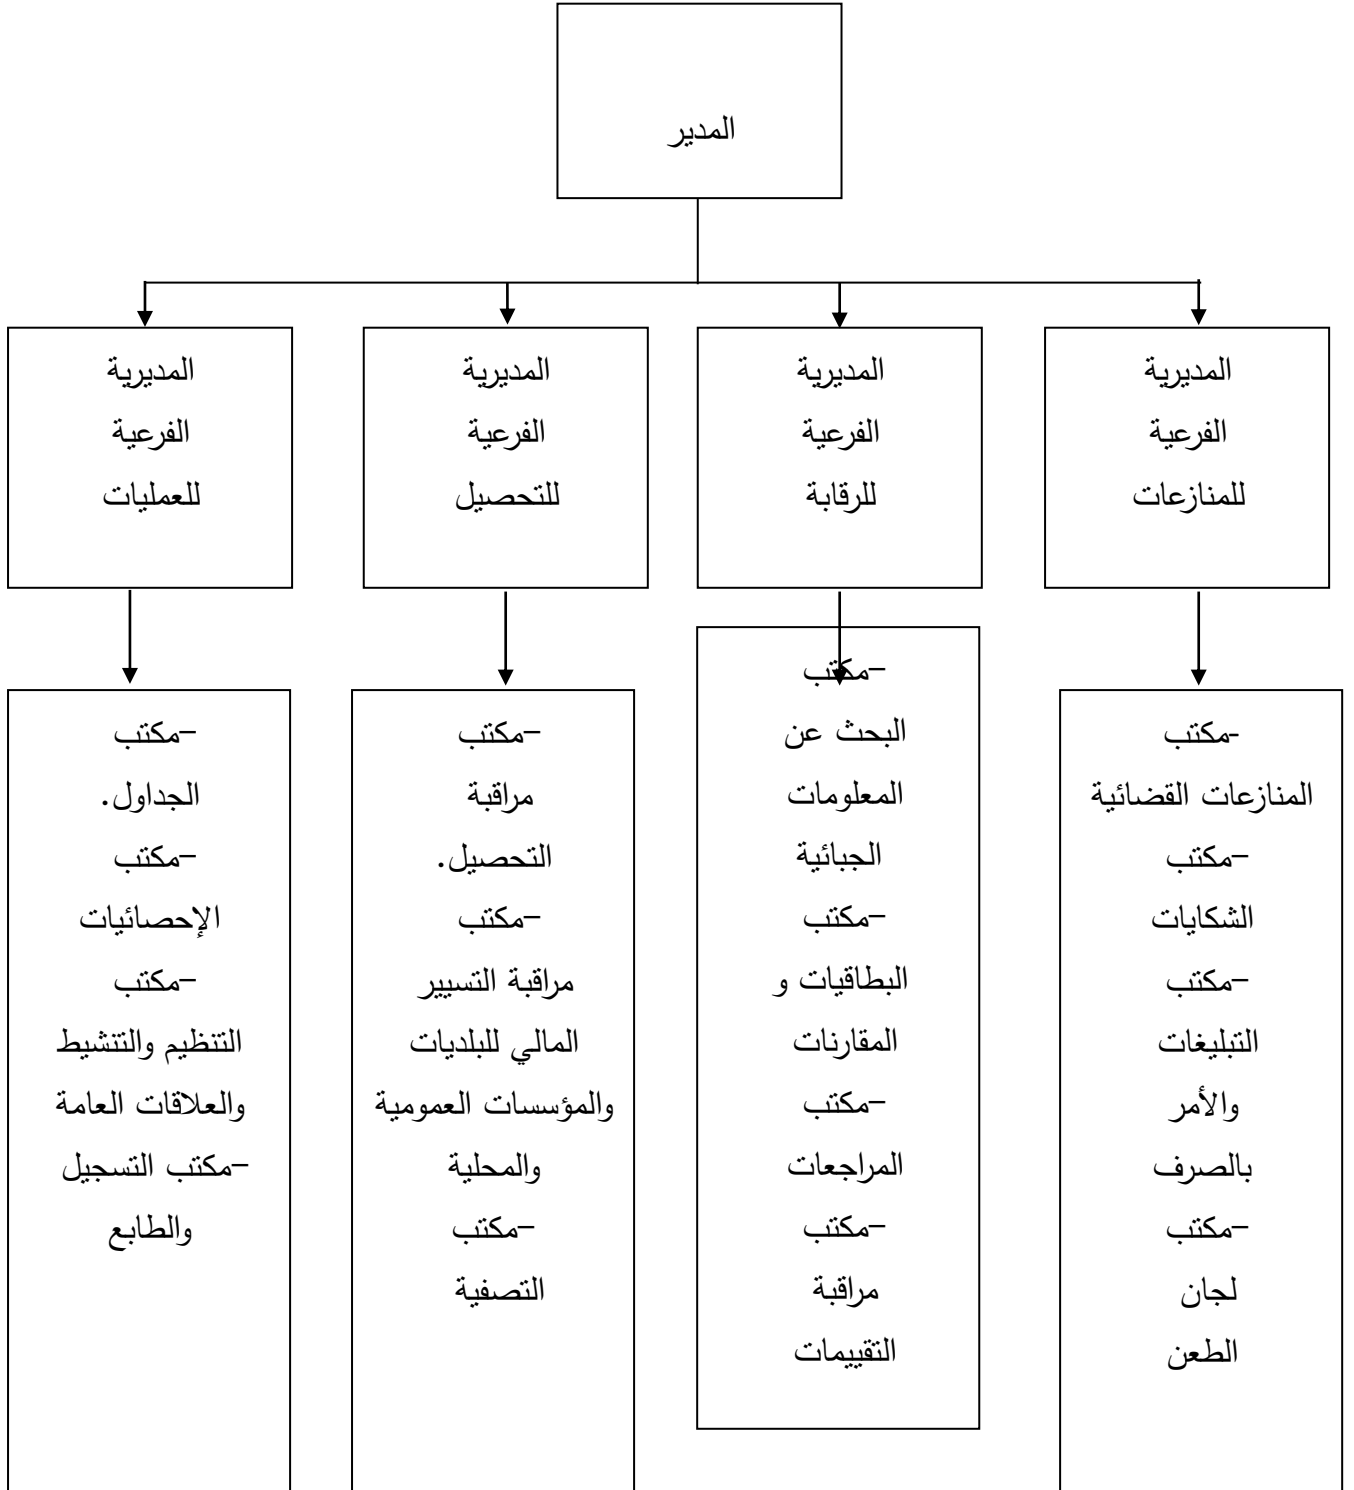 المدير
المديرية
الفرعية
للمنازعات
المديرية
الفرعية
للرقابة
المديرية
الفرعية
للتحصيل
المديرية
الفرعية
للعمليات
-مكتب
المنازعات القضائية
-مكتب
الشكايات
-مكتب
التبليغات
والأمر
بالصرف
-مكتب
لجان
الطعن
-مكتب
البحث عن
المعلومات
الجبائية
-مكتب
البطاقيات و
المقارنات
-مكتب
المراجعات
-مكتب
مراقبة
التقييمات
-مكتب
مراقبة
التحصيل.
-مكتب
مراقبة التسيير
المالي للبلديات
والمؤسسات العمومية
والمحلية
-مكتب
التصفية
-مكتب
الجداول.
-مكتب
الإحصائيات
-مكتب
التنظيم والتنشيط
والعلاقات العامة
-مكتب التسجيل
والطابع